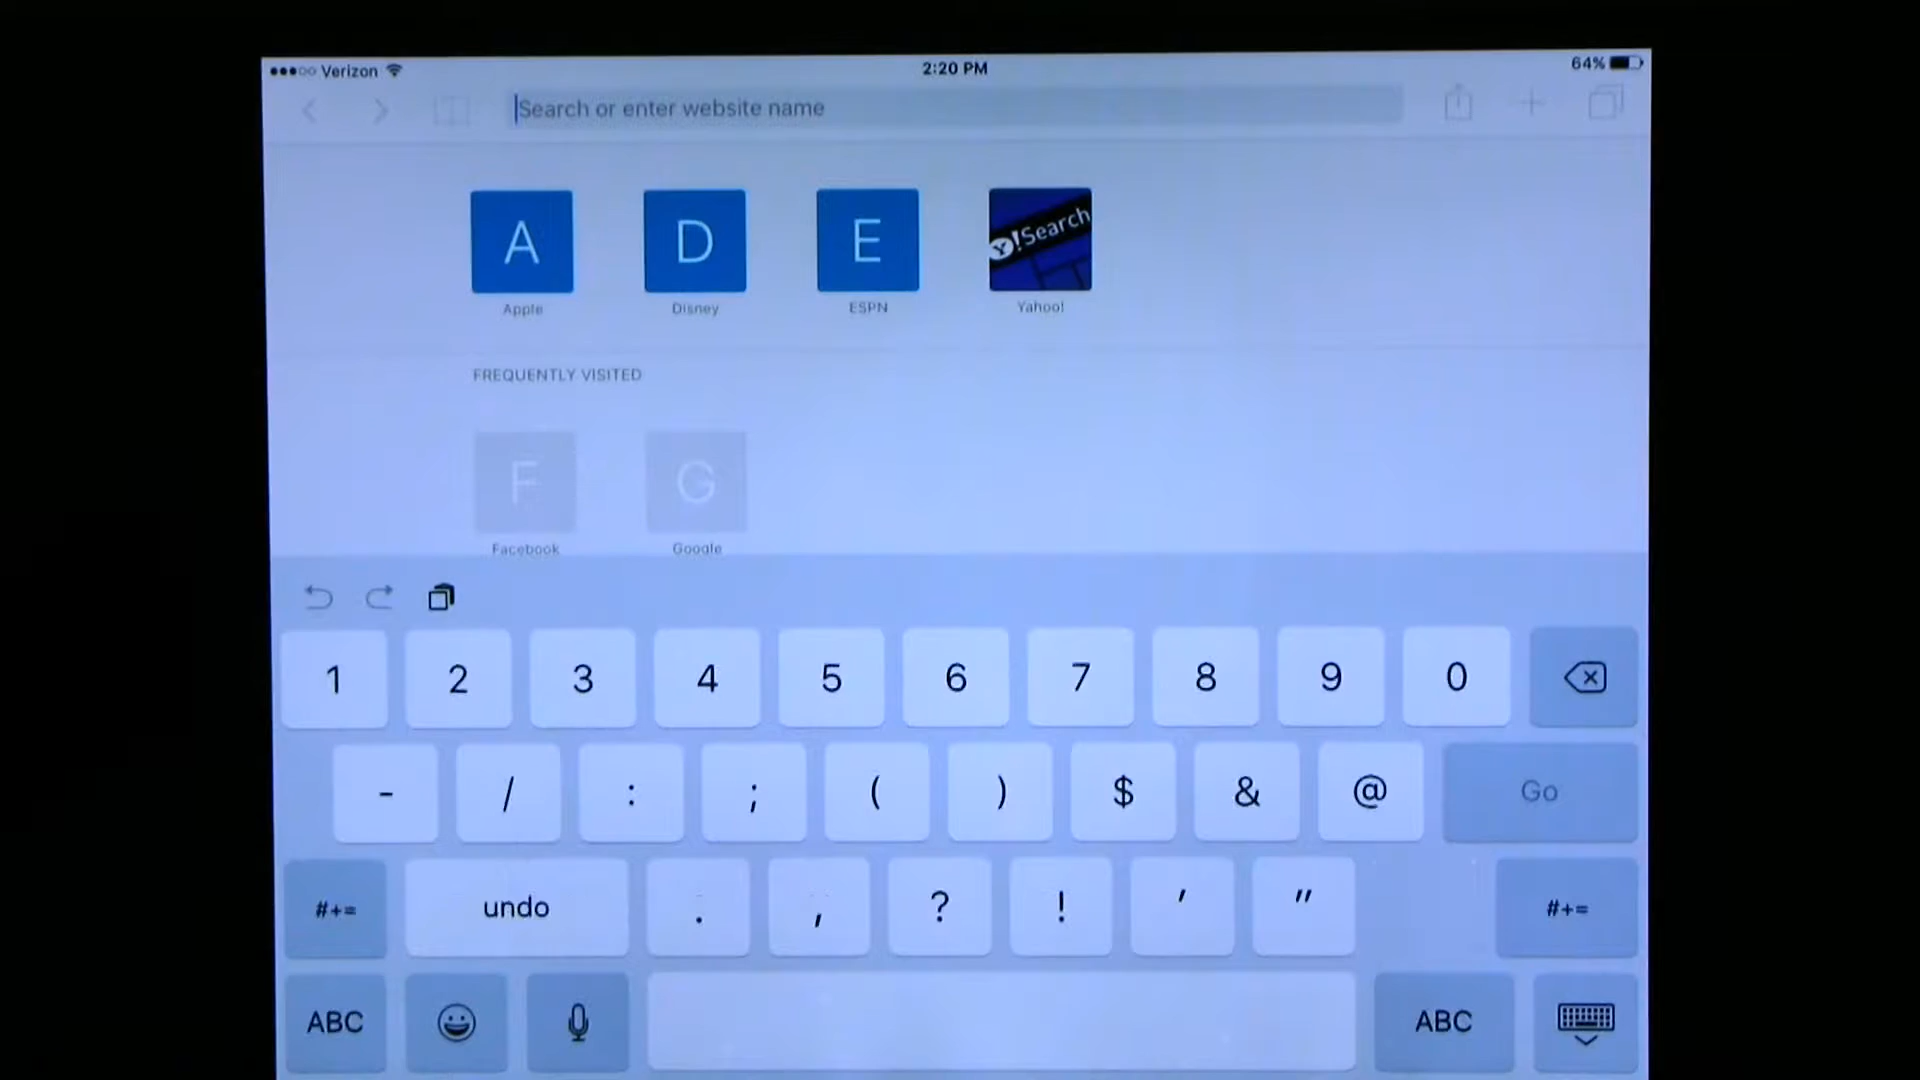 Verizon 2:20 PM 64%
Search or enter website name
A D E Y! Search
Apple Disney ESPN Yahoo!
FREQUENTLY VISITED
F G
Facebook Google
1 2 3 4 5 6 7 8 9 0
- / : ; ( ) $ & @ Go
#+= undo . , ? ! ' " #+=
ABC ABC